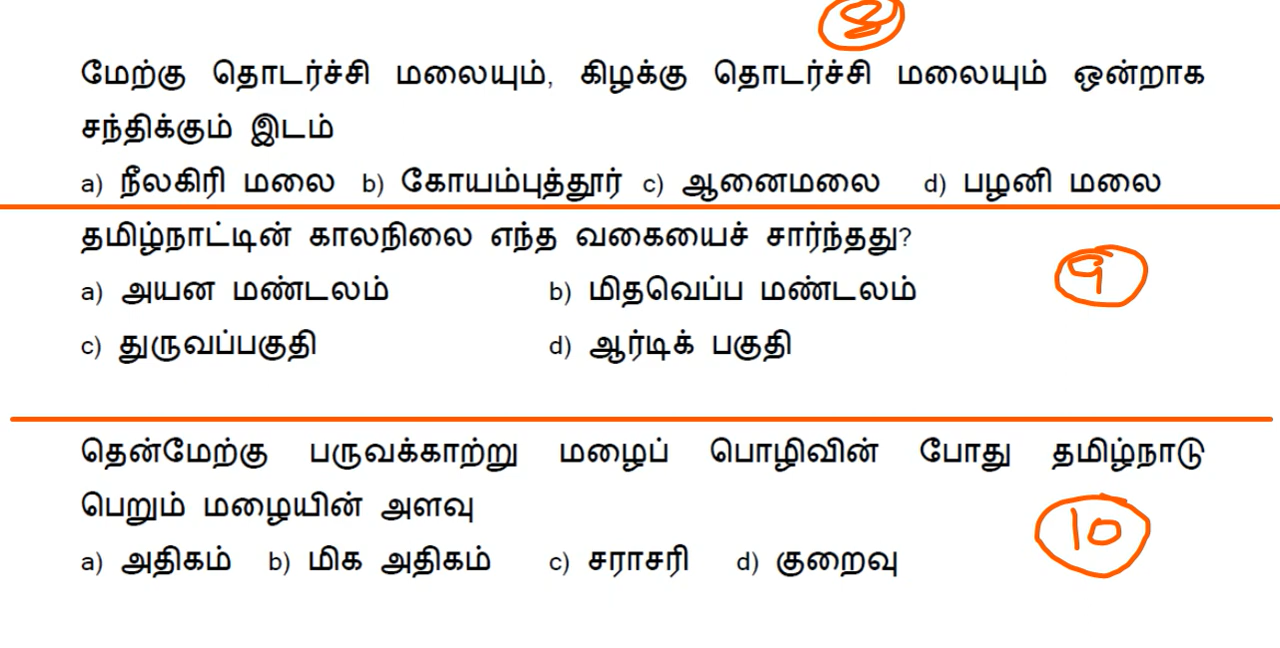 8
மேற்கு தொடர்ச்சி மலையும், கிழக்கு தொடர்ச்சி மலையும் ஒன்றாக
சந்திக்கும் இடம்
a) நீலகிரி மலை b) கோயம்புத்தூர் c) ஆனைமலை d) பழனி மலை
தமிழ்நாட்டின் காலநிலை எந்த வகையைச் சார்ந்தது?
9
a) அயன மண்டலம் b) மிதவெப்ப மண்டலம்
c) துருவப்பகுதி d) ஆர்டிக் பகுதி
தென்மேற்கு பருவக்காற்று மழைப் பொழிவின் போது தமிழ்நாடு
பெறும் மழையின் அளவு
10
a) அதிகம் b) மிக அதிகம் c) சராசரி d) குறைவு